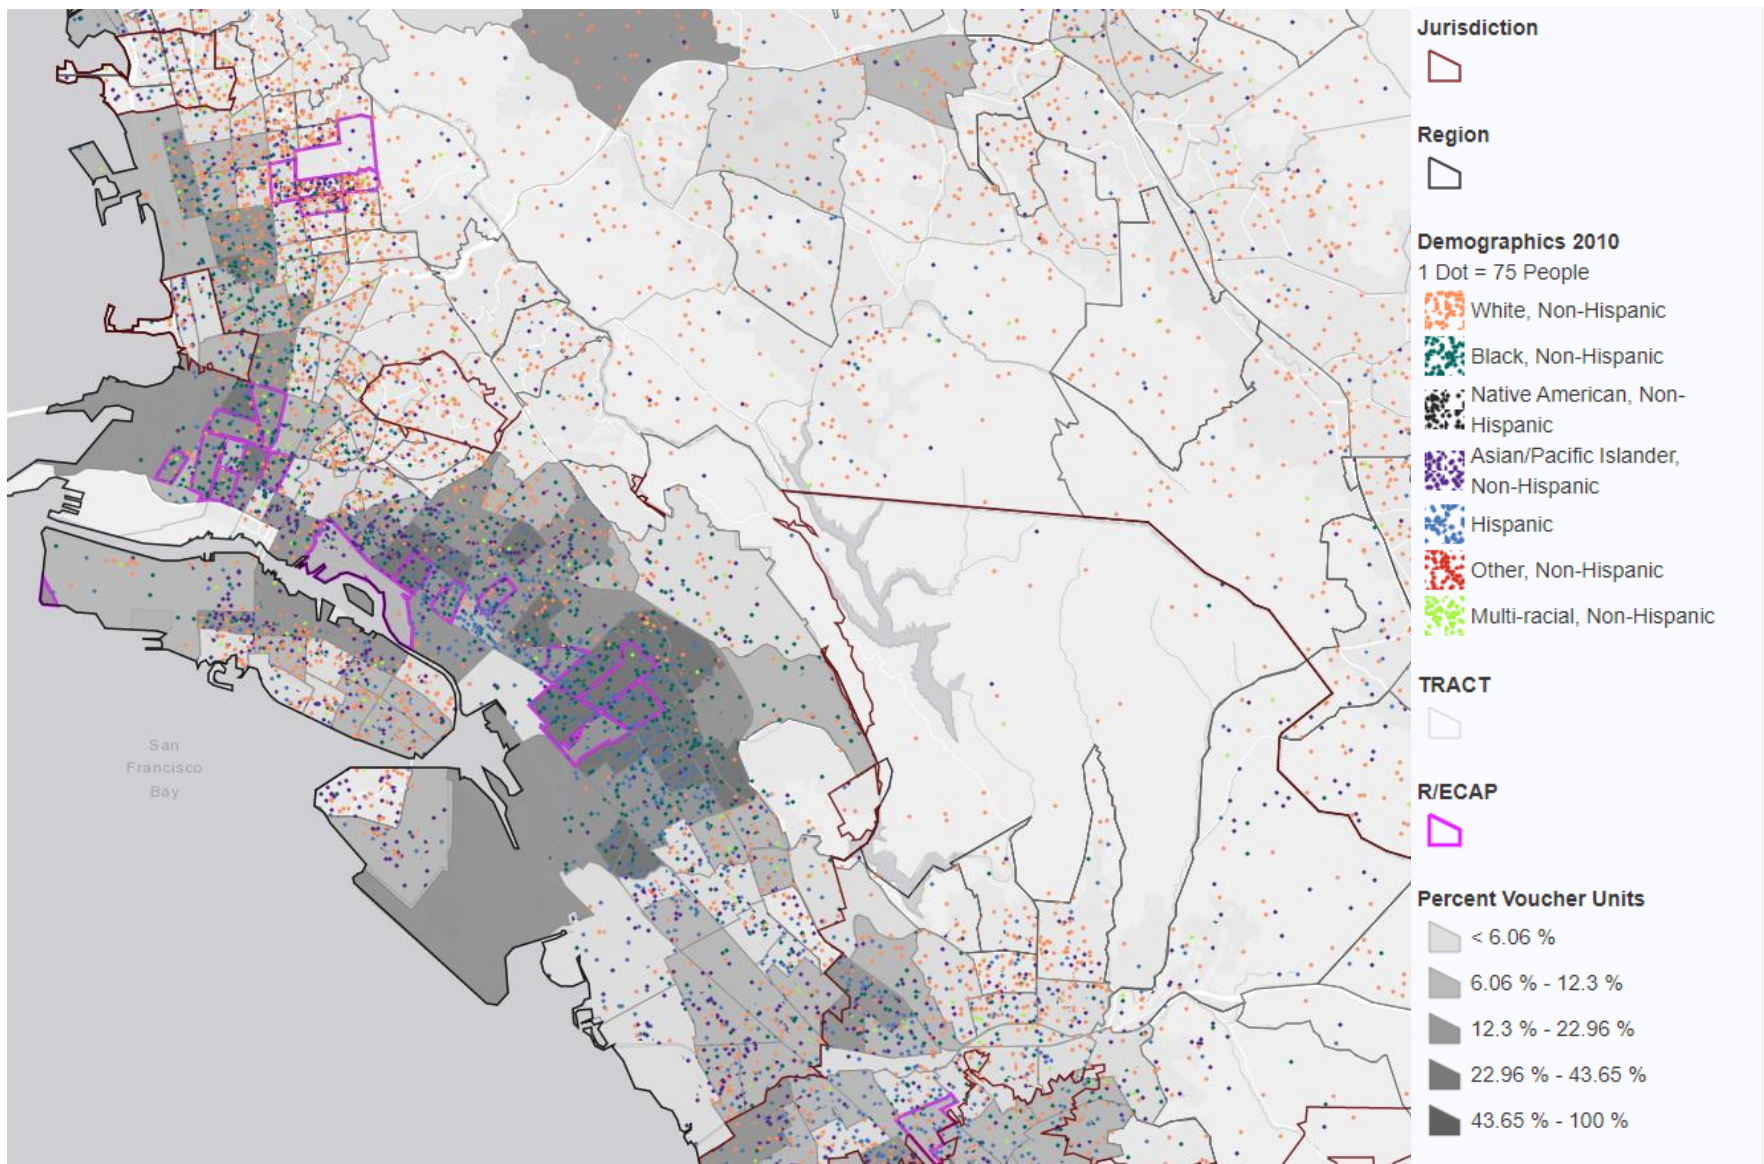 Jurisdiction
Region
Demographics 2010
1 Dot = 75 People
White, Non-Hispanic
Black, Non-Hispanic
Native American, Non-
Hispanic
Asian/Pacific Islander,
Non-Hispanic
Hispanic
Other, Non-Hispanic
Multi-racial, Non-Hispanic
TRACT
R/ECAP
Percent Voucher Units
< 6.06 %
6.06 % - 12.3 %
12.3 % - 22.96 %
22.96 % - 43.65 %
43.65 % - 100 %
San
Francisco
Bay